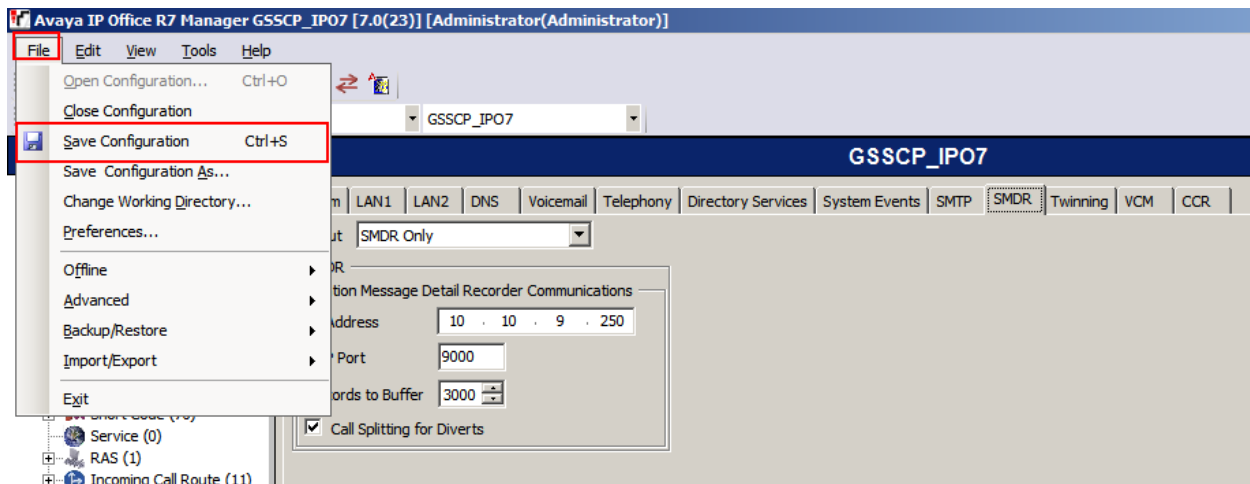 Avaya IP Office R7 Manager GSSCP_IPO7 [7.0(23)] [Administrator(Administrator)]
File Edit View Tools Help
Open Configuration... Ctrl+O
Close Configuration
GSSCP_IPO7
Save Configuration Ctrl+S
GSSCP_IPO7
Save Configuration As...
Change Working Directory...
m LAN1 LAN2 DNS Voicemail Telephony Directory Services System Events SMTP SMDR Twinning VCM CCR
Preferences...
ut SMDR Only
Offline
DR
Advanced
tion Message Detail Recorder Communications
Backup/Restore
Address 10 . 10 . 9 . 250
Import/Export
P Port 9000
Exit
ords to Buffer 3000
Call Splitting for Diverts
Service (0)
RAS (1)
Incoming Call Route (11)